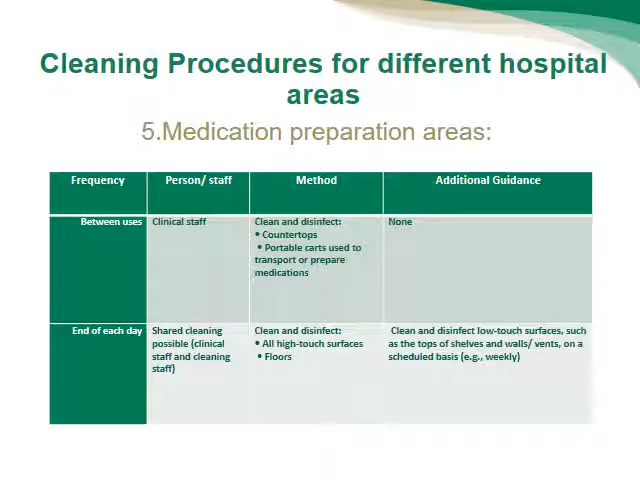 Cleaning Procedures for different hospital
areas
5.Medication preparation areas:
Frequency
Person/ staff
Method
Additional Guidance
Between uses
Clinical staff
Clean and disinfect:
• Countertops
• Portable carts used to
transport or prepare
medications
None
End of each day
Shared cleaning
possible (clinical
staff and cleaning
staff)
Clean and disinfect:
• All high-touch surfaces
• Floors
Clean and disinfect low-touch surfaces, such
as the tops of shelves and walls/ vents, on a
scheduled basis (e.g., weekly)